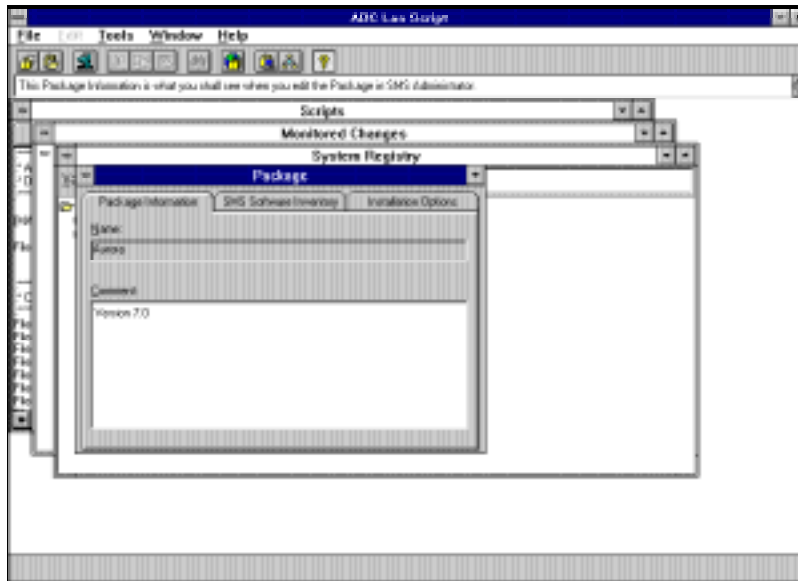 ADC Lan Script
File Edit Tools Window Help
This Package Information is what you shall see when you edit the Package in SMS Administrator.
Scripts
Monitored Changes
System Registry
Package
Package Information SMS Software Inventory Installation Options
Name:
Comment:
Version 7.0